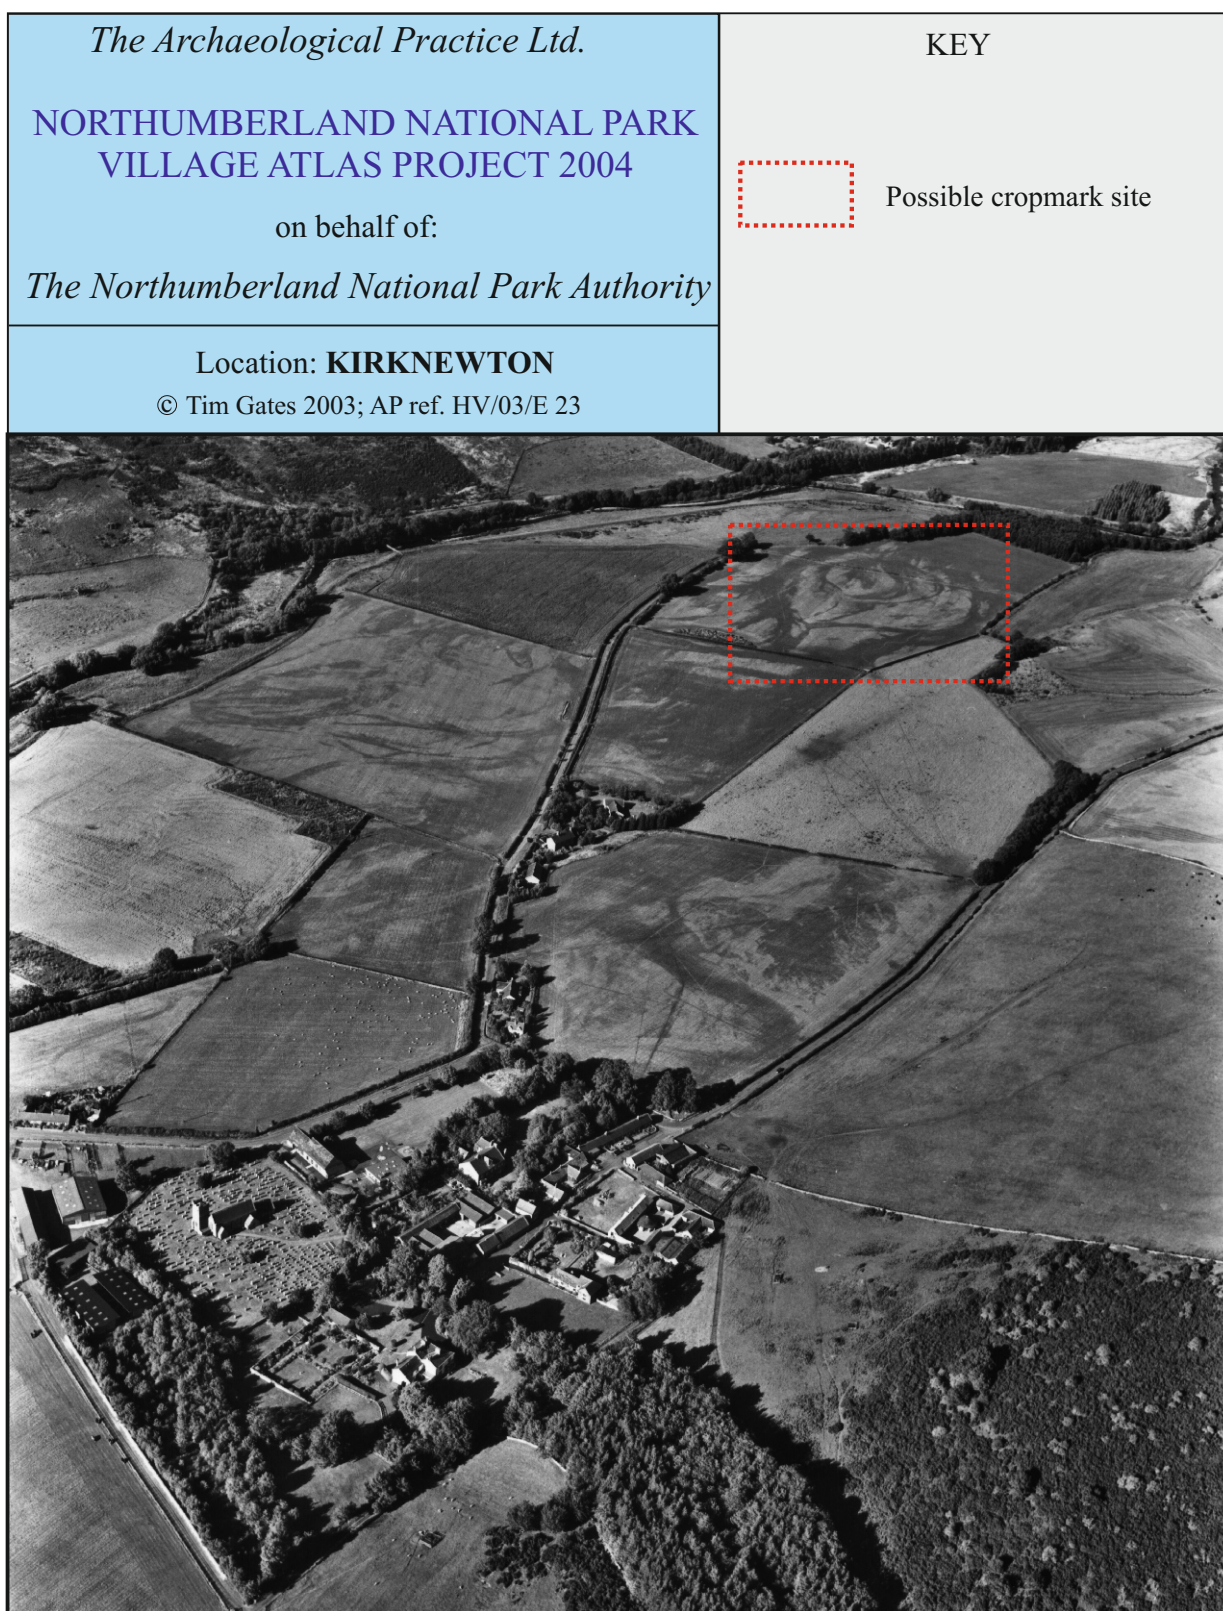 The Archaeological Practice Ltd.
NORTHUMBERLAND NATIONAL PARK
VILLAGE ATLAS PROJECT 2004
on behalf of:
The Northumberland National Park Authority
Location: KIRKNEWTON
© Tim Gates 2003; AP ref. HV/03/E 23
KEY
Possible cropmark site